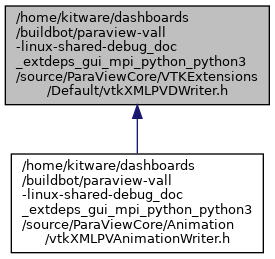 /home/kitware/dashboards
/buildbot/paraview-vall
-linux-shared-debug_doc
_extdeps_gui_mpi_python_python3
/source/ParaViewCore/VTKExtensions
/Default/vtkXMLPVDWriter.h
/home/kitware/dashboards
/buildbot/paraview-vall
-linux-shared-debug_doc
_extdeps_gui_mpi_python_python3
/source/ParaViewCore/Animation
/vtkXMLPVAnimationWriter.h